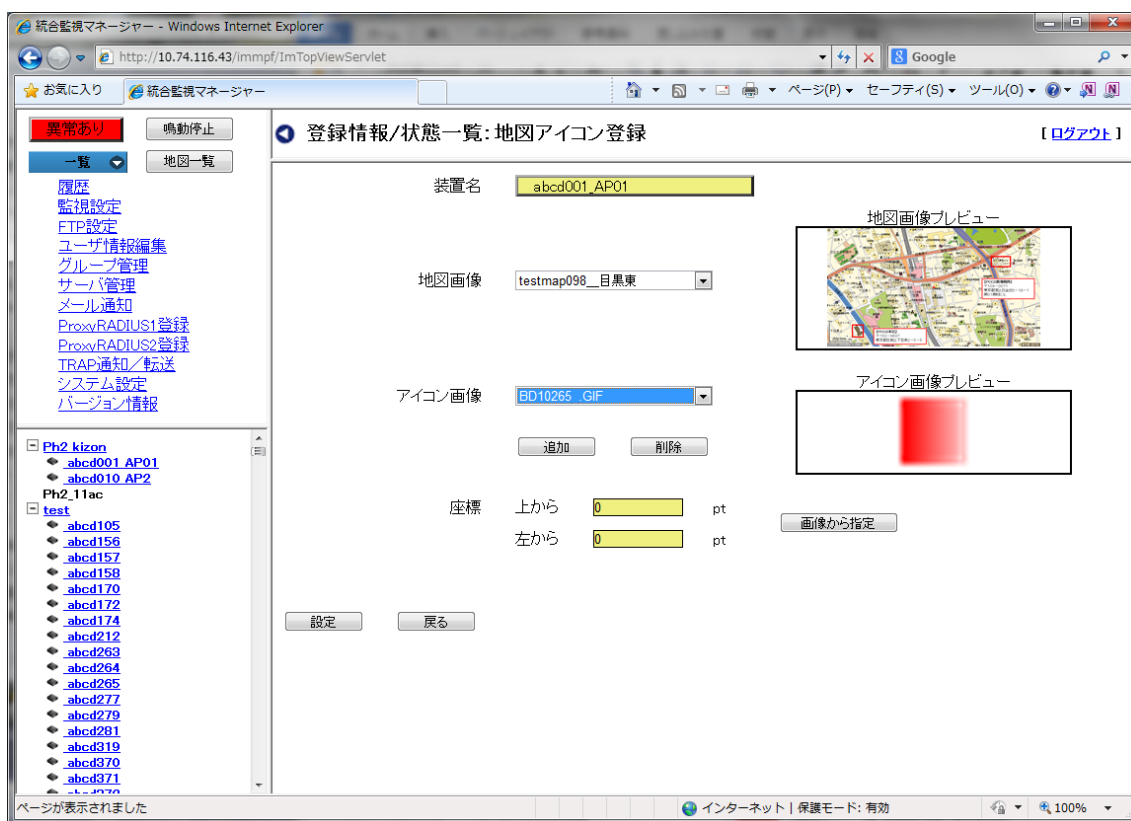 統合監視マネージャー - Windows Internet Explorer
http://10.74.116.43/immpf/ImTopViewServlet
Google
お気に入り
統合監視マネージャー
ページ(P)
セーフティ(S)
ツール(O)
異常あり
鳴動停止
一覧
地図一覧
履歴
監視設定
FTP設定
ユーザ情報編集
グループ管理
サーバ管理
メール通知
ProxyRADIUS1登録
ProxyRADIUS2登録
TRAP通知/転送
システム設定
バージョン情報
Ph2 kizon
abcd001 AP01
abcd010 AP2
Ph2_11ac
test
abcd105
abcd156
abcd157
abcd158
abcd170
abcd172
abcd174
abcd212
abcd263
abcd264
abcd265
abcd277
abcd279
abcd281
abcd319
abcd370
abcd371
登録情報/状態一覧:地図アイコン登録
[ ログアウト ]
装置名
abcd001_AP01
地図画像プレビュー
地図画像
testmap098__目黒東
アイコン画像プレビュー
アイコン画像
BD10265_.GIF
追加
削除
座標
上から
0
pt
画像から指定
左から
0
pt
設定
戻る
ページが表示されました
インターネット | 保護モード: 有効
100%